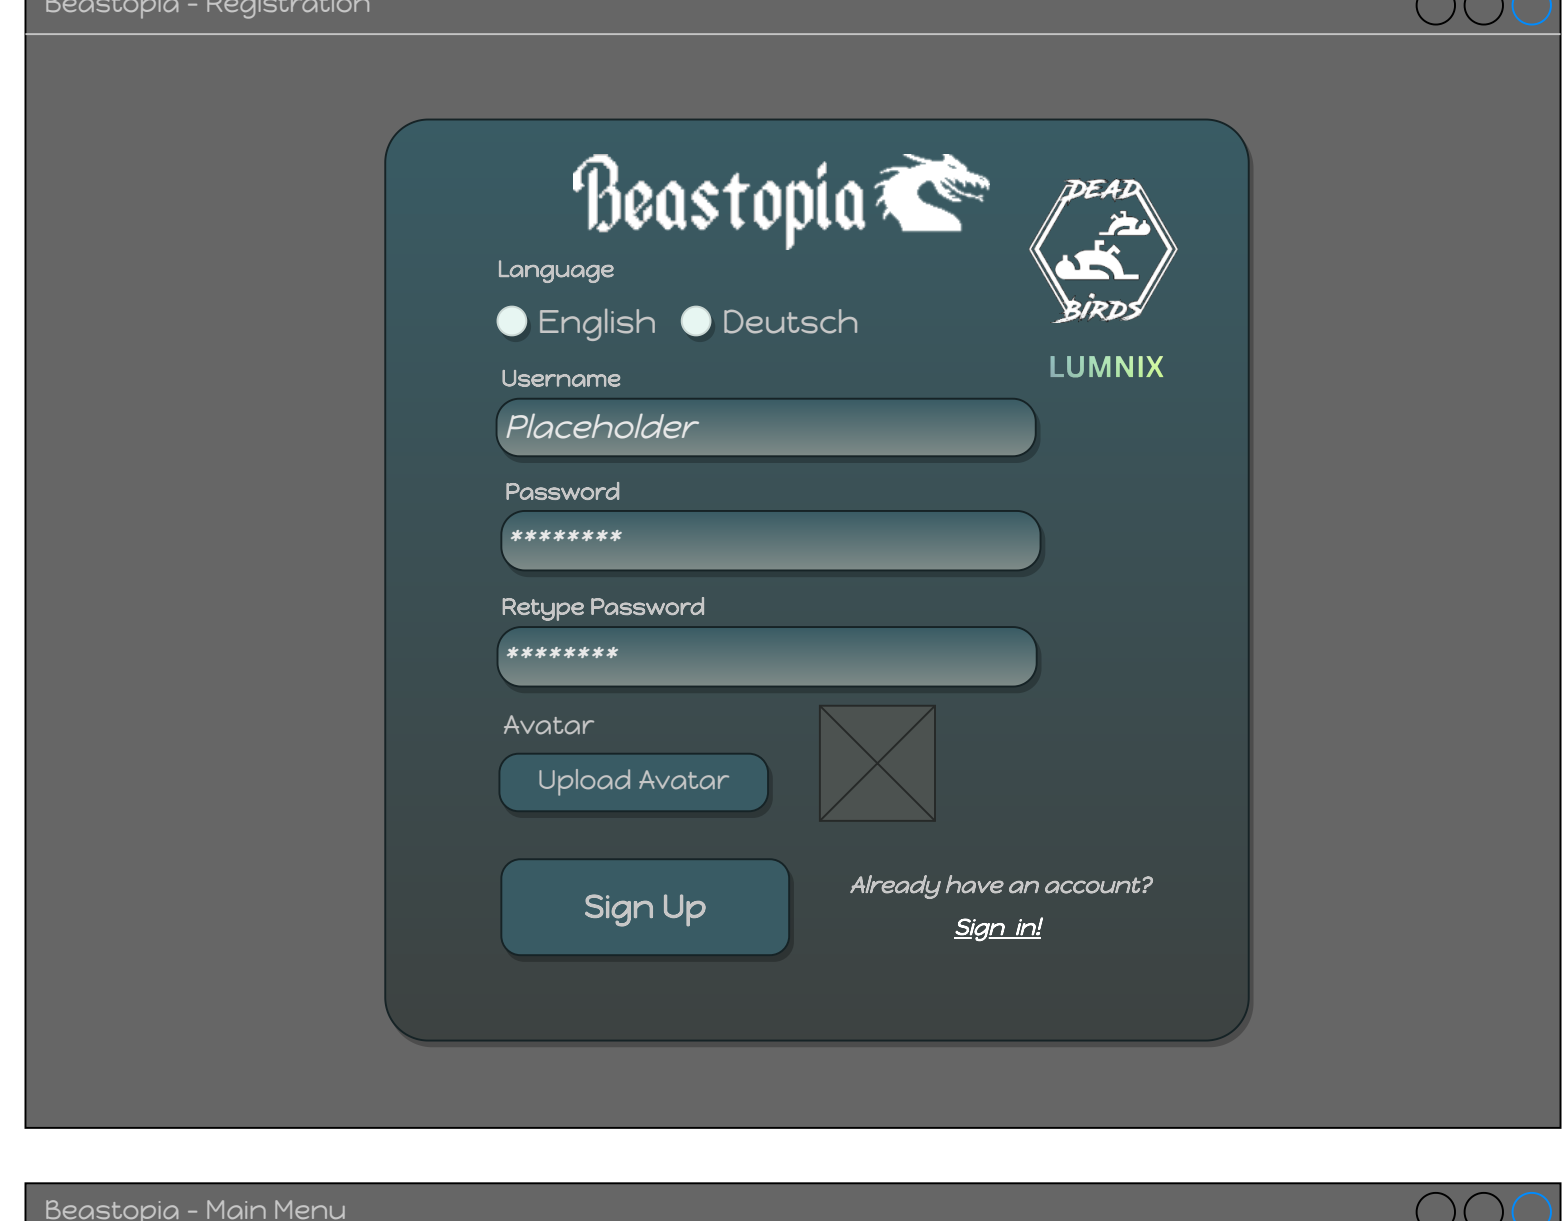 Beastopia - Registration
Beastopia
DEAD
BIRDS
Language
English Deutsch
LUMNIX
Username
Placeholder
Password
********
Retype Password
********
Avatar
Upload Avatar
Sign Up
Already have an account?
Sign in!
Beastopia - Main Menu